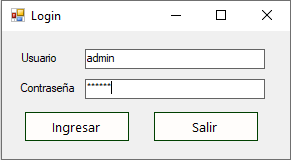 Login
Usuario admin
Contraseña ******
Ingresar Salir